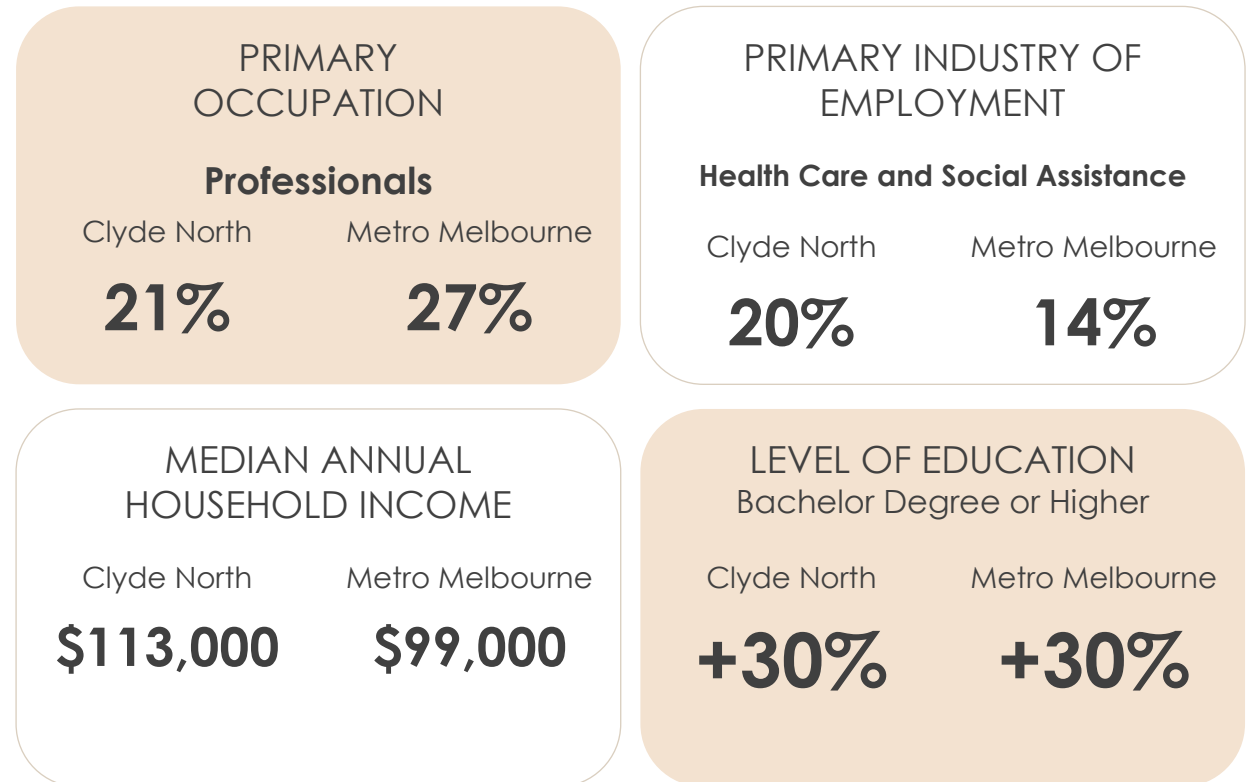 PRIMARY
OCCUPATION
Professionals
Clyde North Metro Melbourne
21% 27%
PRIMARY INDUSTRY OF
EMPLOYMENT
Health Care and Social Assistance
Clyde North Metro Melbourne
20% 14%
MEDIAN ANNUAL
HOUSEHOLD INCOME
Clyde North Metro Melbourne
$113,000 $99,000
LEVEL OF EDUCATION
Bachelor Degree or Higher
Clyde North Metro Melbourne
+30% +30%